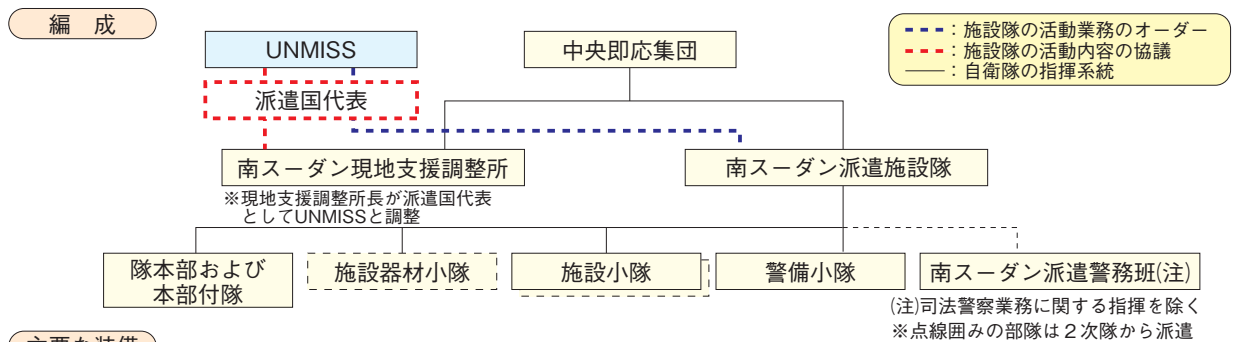 編　成
UNMISS
中央即応集団
：施設隊の活動業務のオーダー
：施設隊の活動内容の協議
：自衛隊の指揮系統
派遣国代表
南スーダン現地支援調整所
南スーダン派遣施設隊
※現地支援調整所長が派遣国代表
としてUNMISSと調整
隊本部および
本部付隊
施設器材小隊
施設小隊
警備小隊
南スーダン派遣警務班(注)
(注)司法警察業務に関する指揮を除く
※点線囲みの部隊は２次隊から派遣
主要な装備